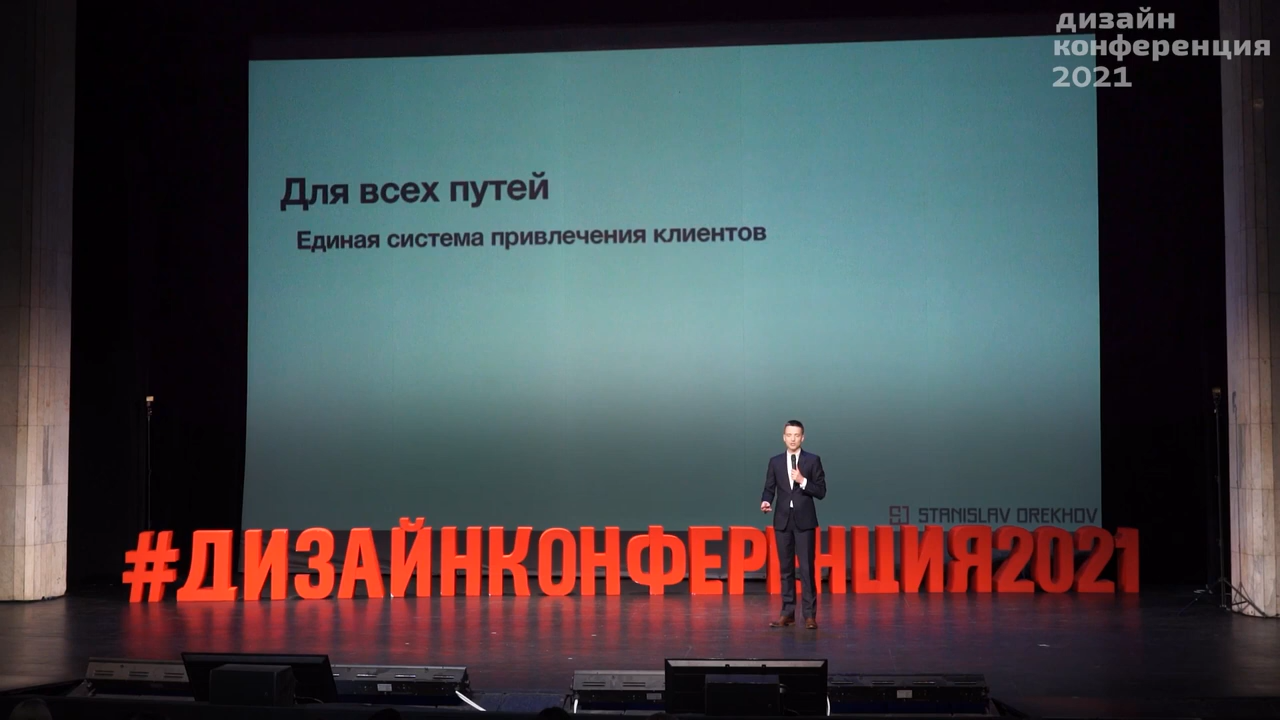 дизайн
конференция
2021
Для всех путей
Единая система привлечения клиентов
STANISLAV OREKHOV
#ДИЗАЙНКОНФЕРЕНЦИЯ2021